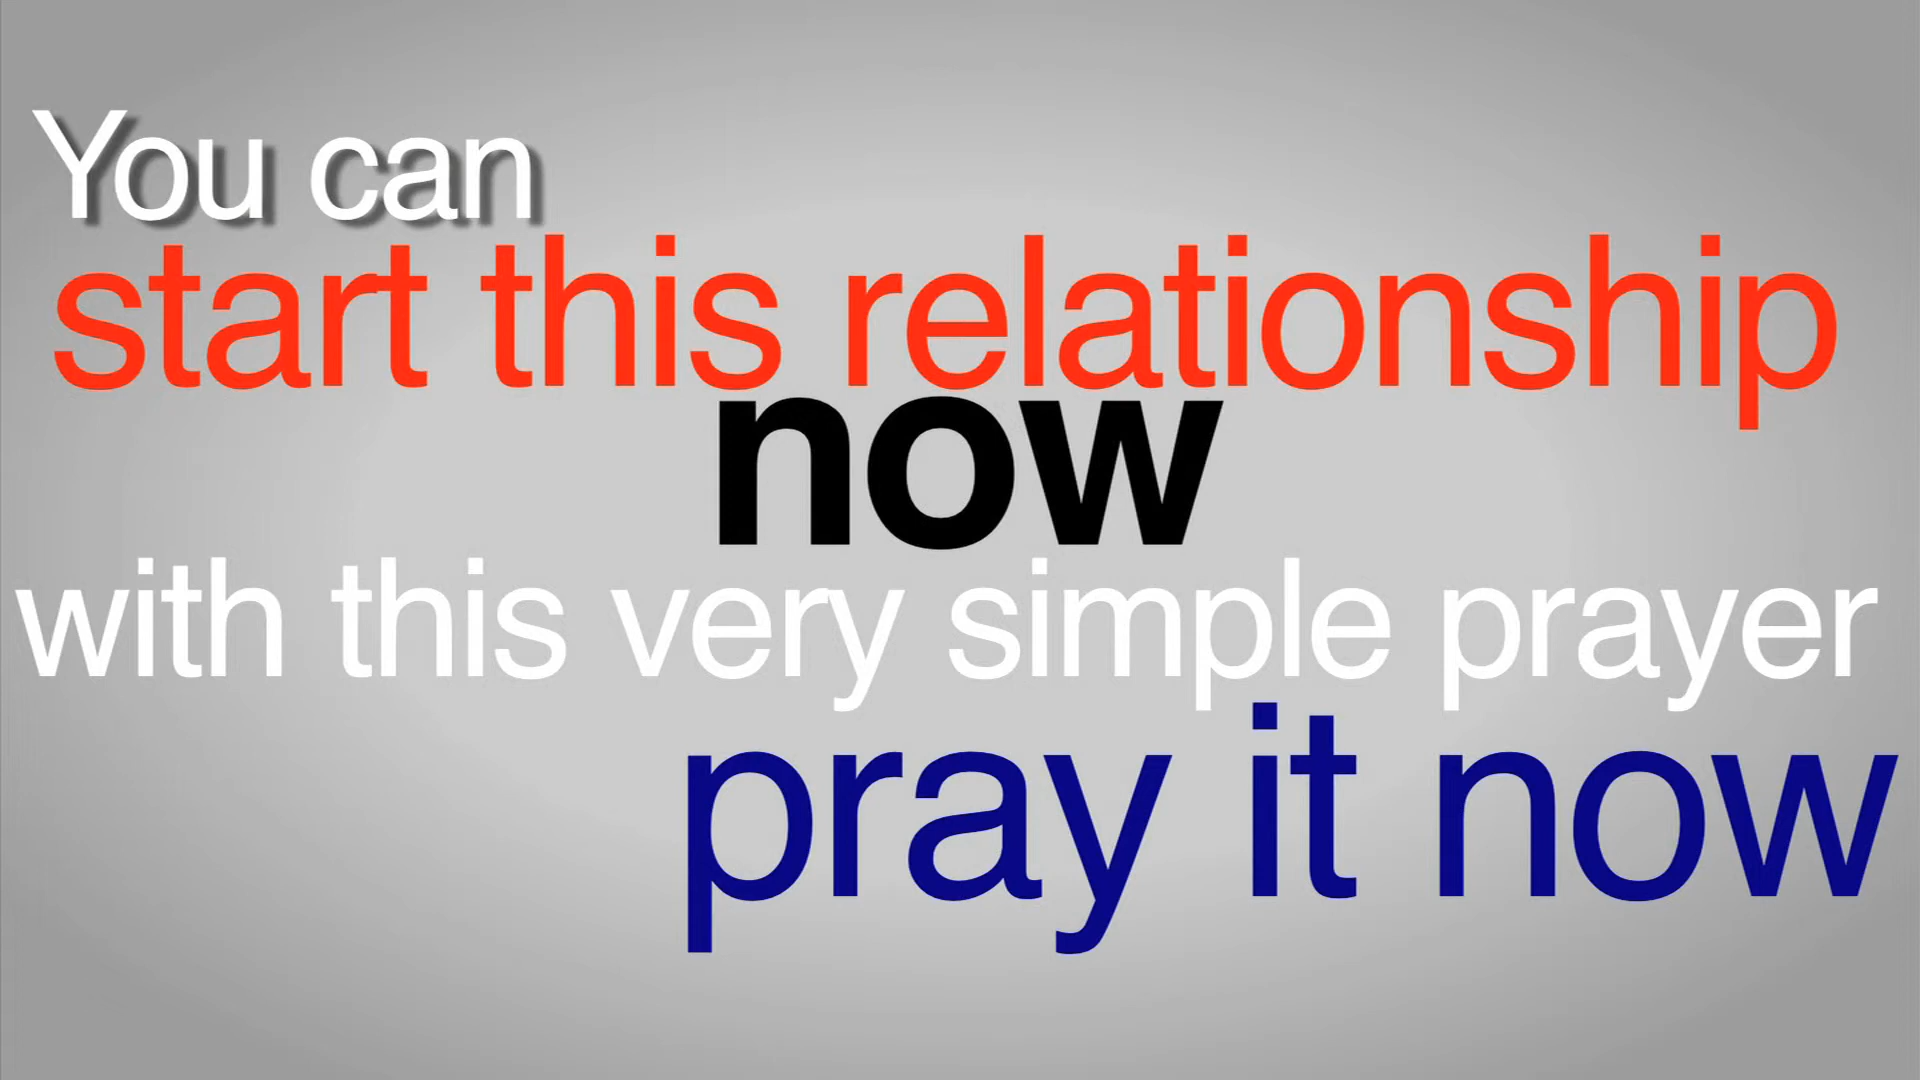 You can
start this relationship
now
with this very simple prayer
pray it now